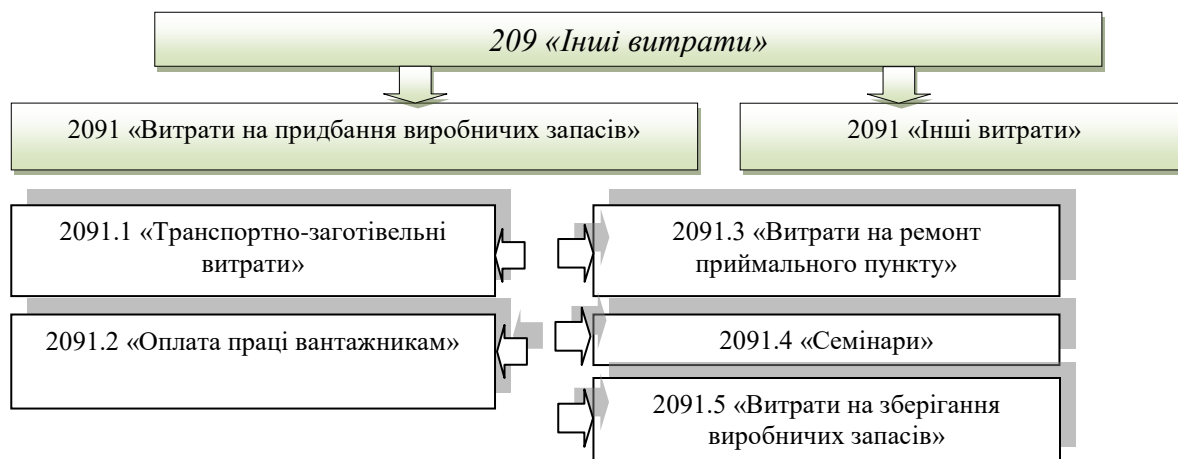 209 «Інші витрати»
2091 «Витрати на придбання виробничих запасів»
2091 «Інші витрати»
2091.1 «Транспортно-заготівельні
витрати»
2091.2 «Оплата праці вантажникам»
2091.3 «Витрати на ремонт
приймального пункту»
2091.4 «Семінари»
2091.5 «Витрати на зберігання
виробничих запасів»